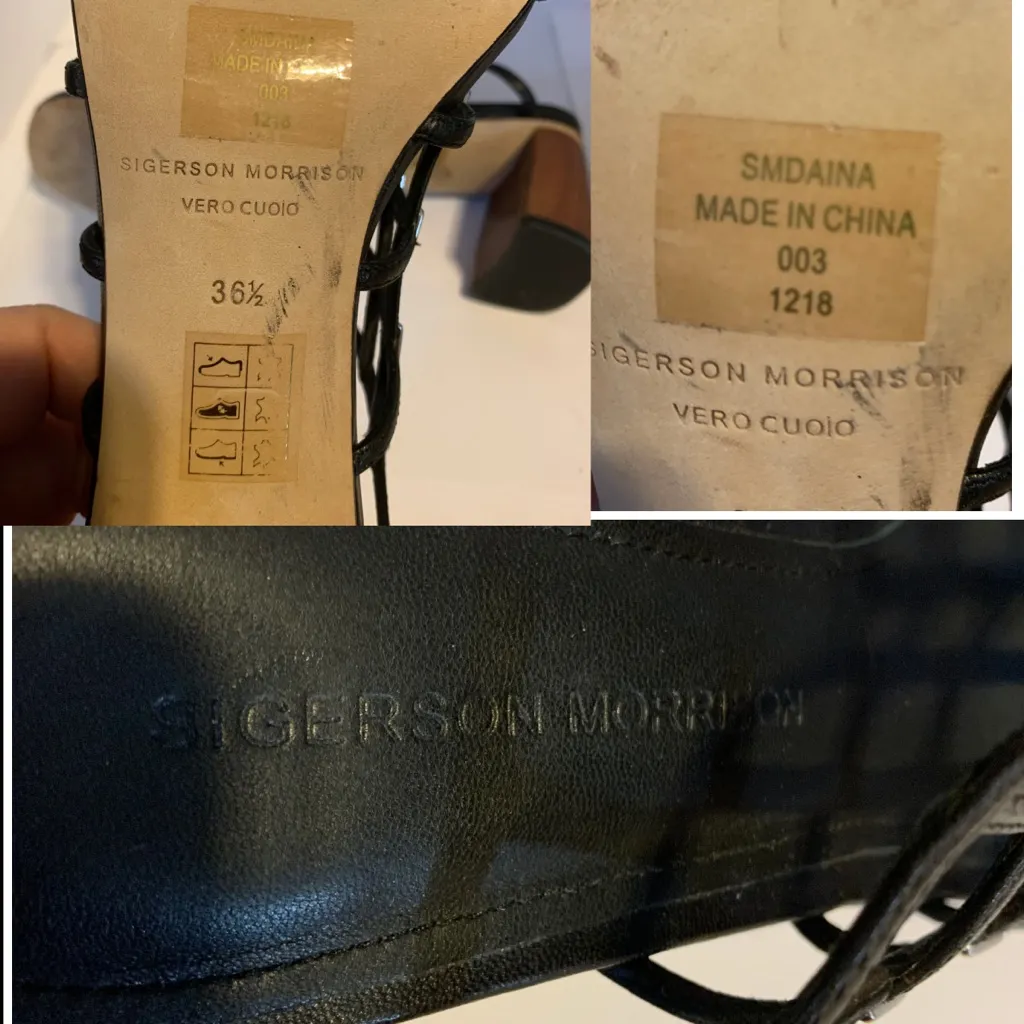 SMDAINA
MADE IN
003
1218
SIGERSON MORRISON
VERO CUOIO
36½
SMDAINA
MADE IN CHINA
003
1218
SIGERSON MORRISON
VERO CUOIO
SIGERSON MORRISON